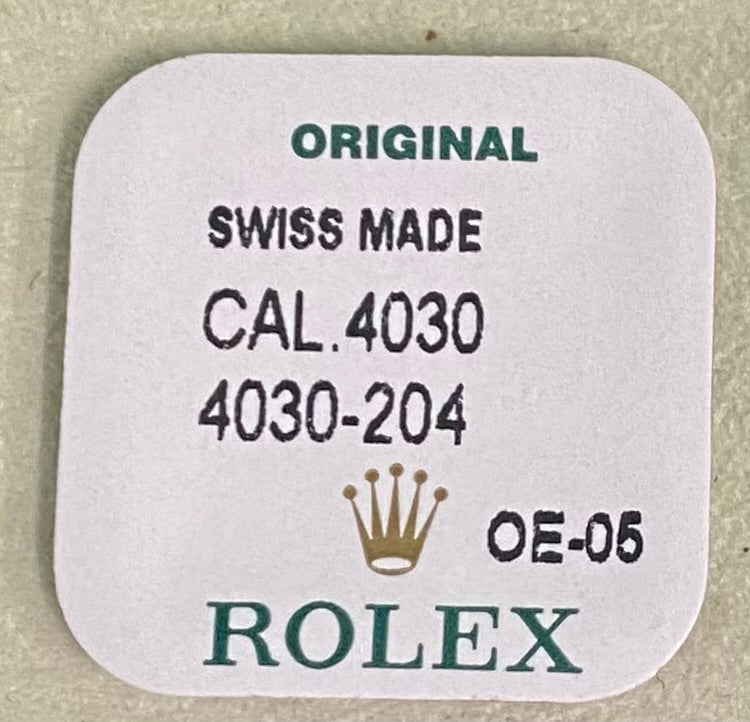 ORIGINAL
SWISS MADE
CAL.4030
4030-204
OE-05
ROLEX